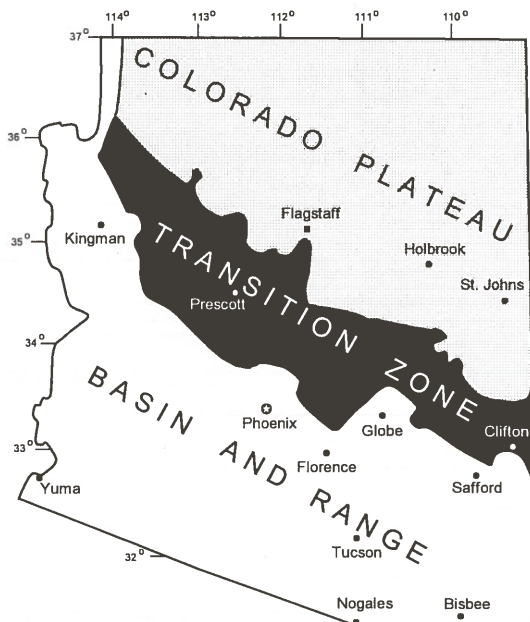 114° 113° 112° 111° 110°
37°
COLORADO PLATEAU
36°
Flagstaff
35°
Kingman
Holbrook
TRANSITION ZONE
St. Johns
Prescott
34°
BASIN AND RANGE
Phoenix
Globe
Clifton
33°
Florence
Safford
Yuma
Tucson
32°
Nogales
Bisbee